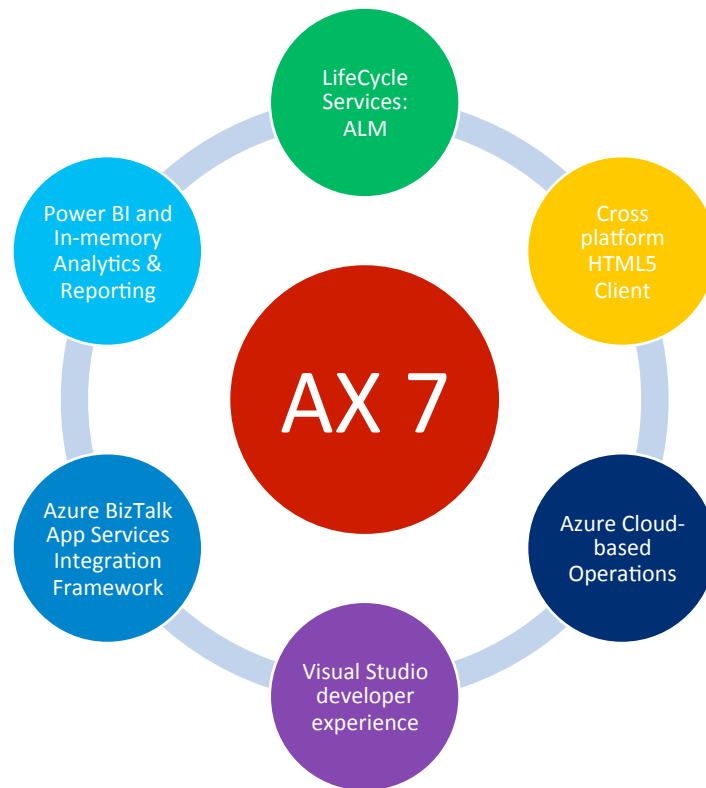 LifeCycle
Services:
ALM
Cross
platform
HTML5
Client
Azure Cloud-
based
Operations
Visual Studio
developer
experience
Azure BizTalk
App Services
Integration
Framework
Power BI and
In-memory
Analytics &
Reporting
AX 7